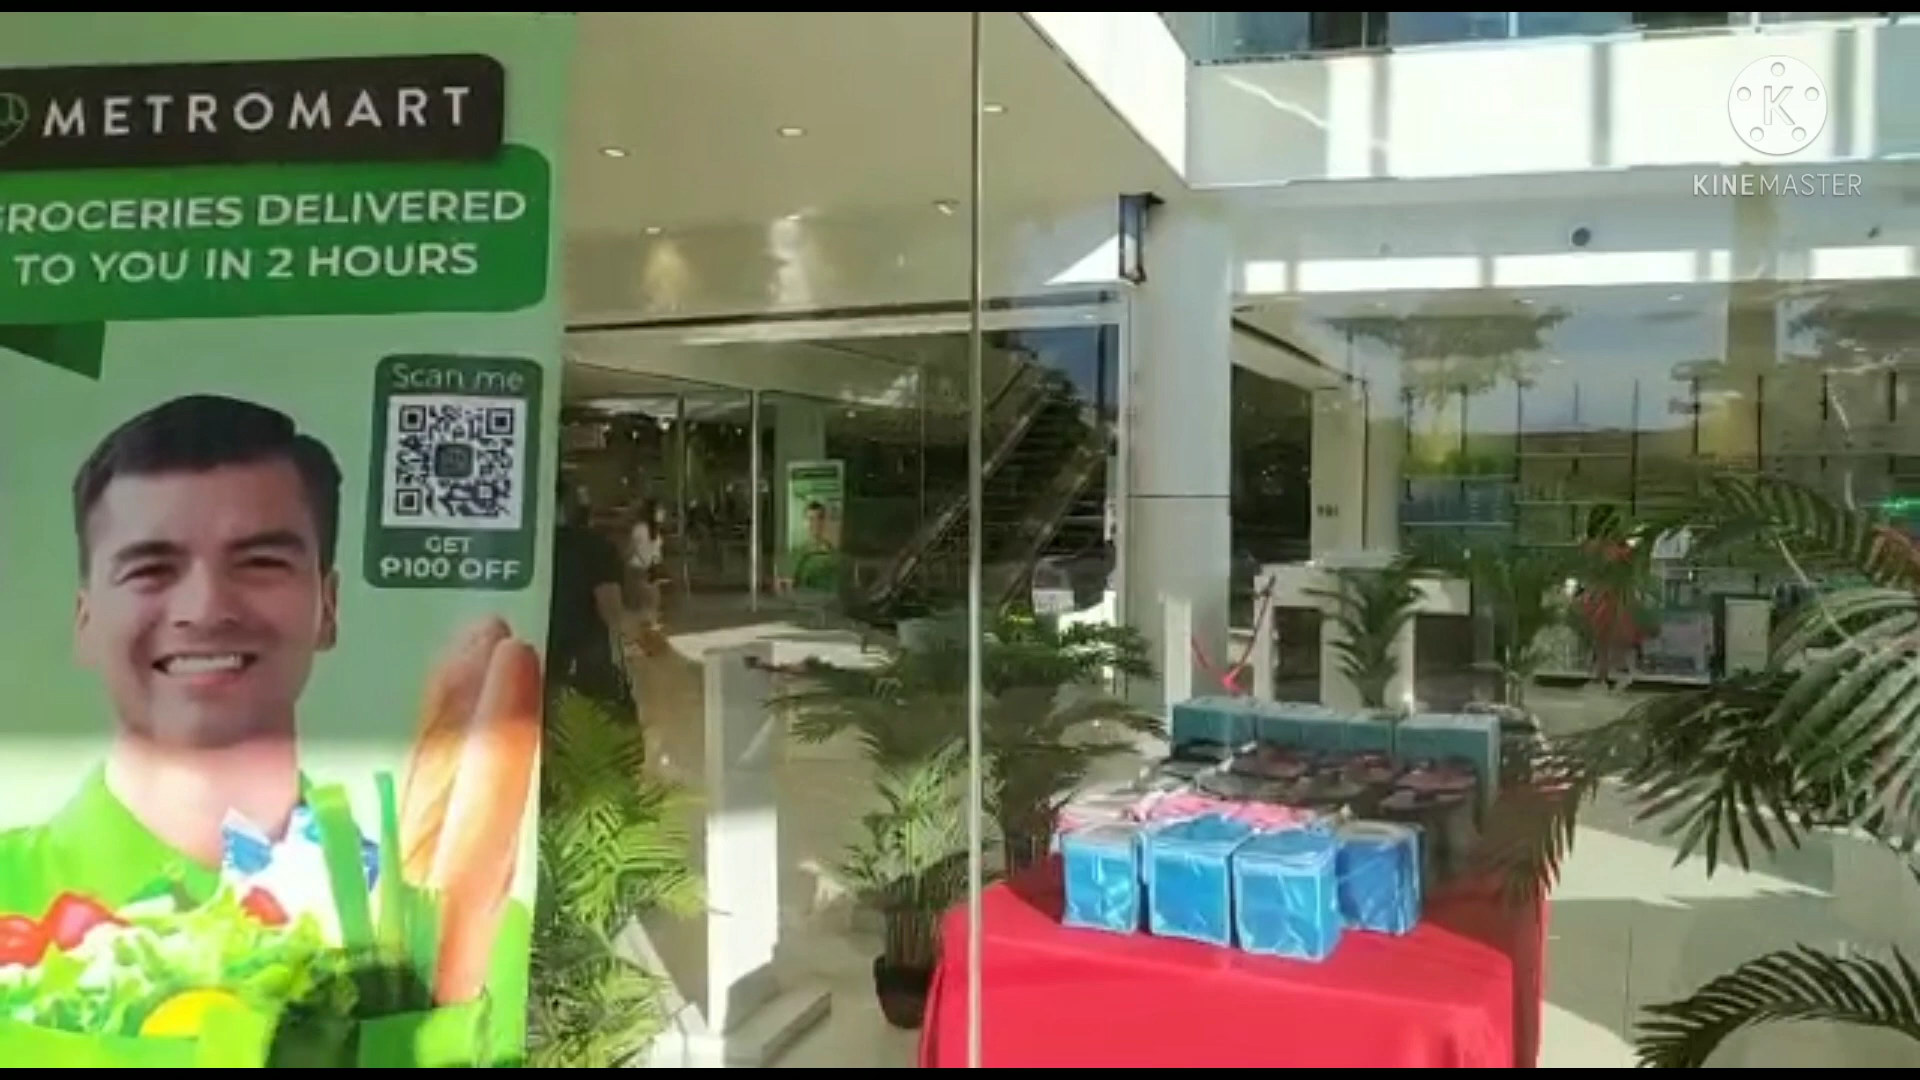 METROMART
GROCERIES DELIVERED
TO YOU IN 2 HOURS
Scan me
GET
₱100 OFF
KINEMASTER